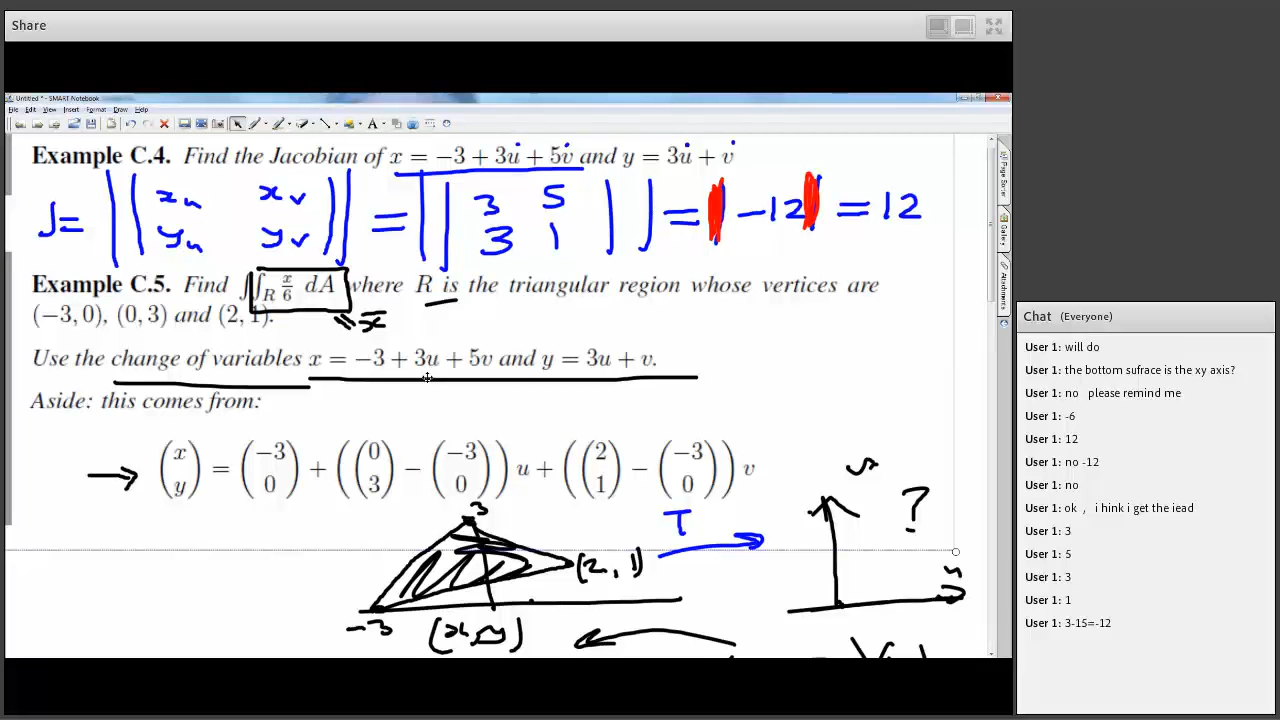 Share
Untitled * - SMART Notebook
File Edit View Insert Format Draw Help
Example C.4. Find the Jacobian of x = −3 + 3u + 5v and y = 3u + v
J = || x_u x_v || = || 3 5 || = |−12| = 12
y_u y_v 3 1
Example C.5. Find ∫∫_R x/6 dA where R is the triangular region whose vertices are
(−3, 0), (0, 3) and (2, 1).
= x̄
Use the change of variables x = −3 + 3u + 5v and y = 3u + v.
Aside: this comes from:
(x y) = (−3 0) + ((0 3) − (−3 0)) u + ((2 1) − (−3 0)) v
v
?
3
T
(2, 1)
u
−3
(x, y)
Page Sorter
Gallery
Attachments
Chat (Everyone)
User 1: will do
User 1: the bottom sufrace is the xy axis?
User 1: no please remind me
User 1: -6
User 1: 12
User 1: no -12
User 1: no
User 1: ok , i hink i get the iead
User 1: 3
User 1: 5
User 1: 3
User 1: 1
User 1: 3-15=-12